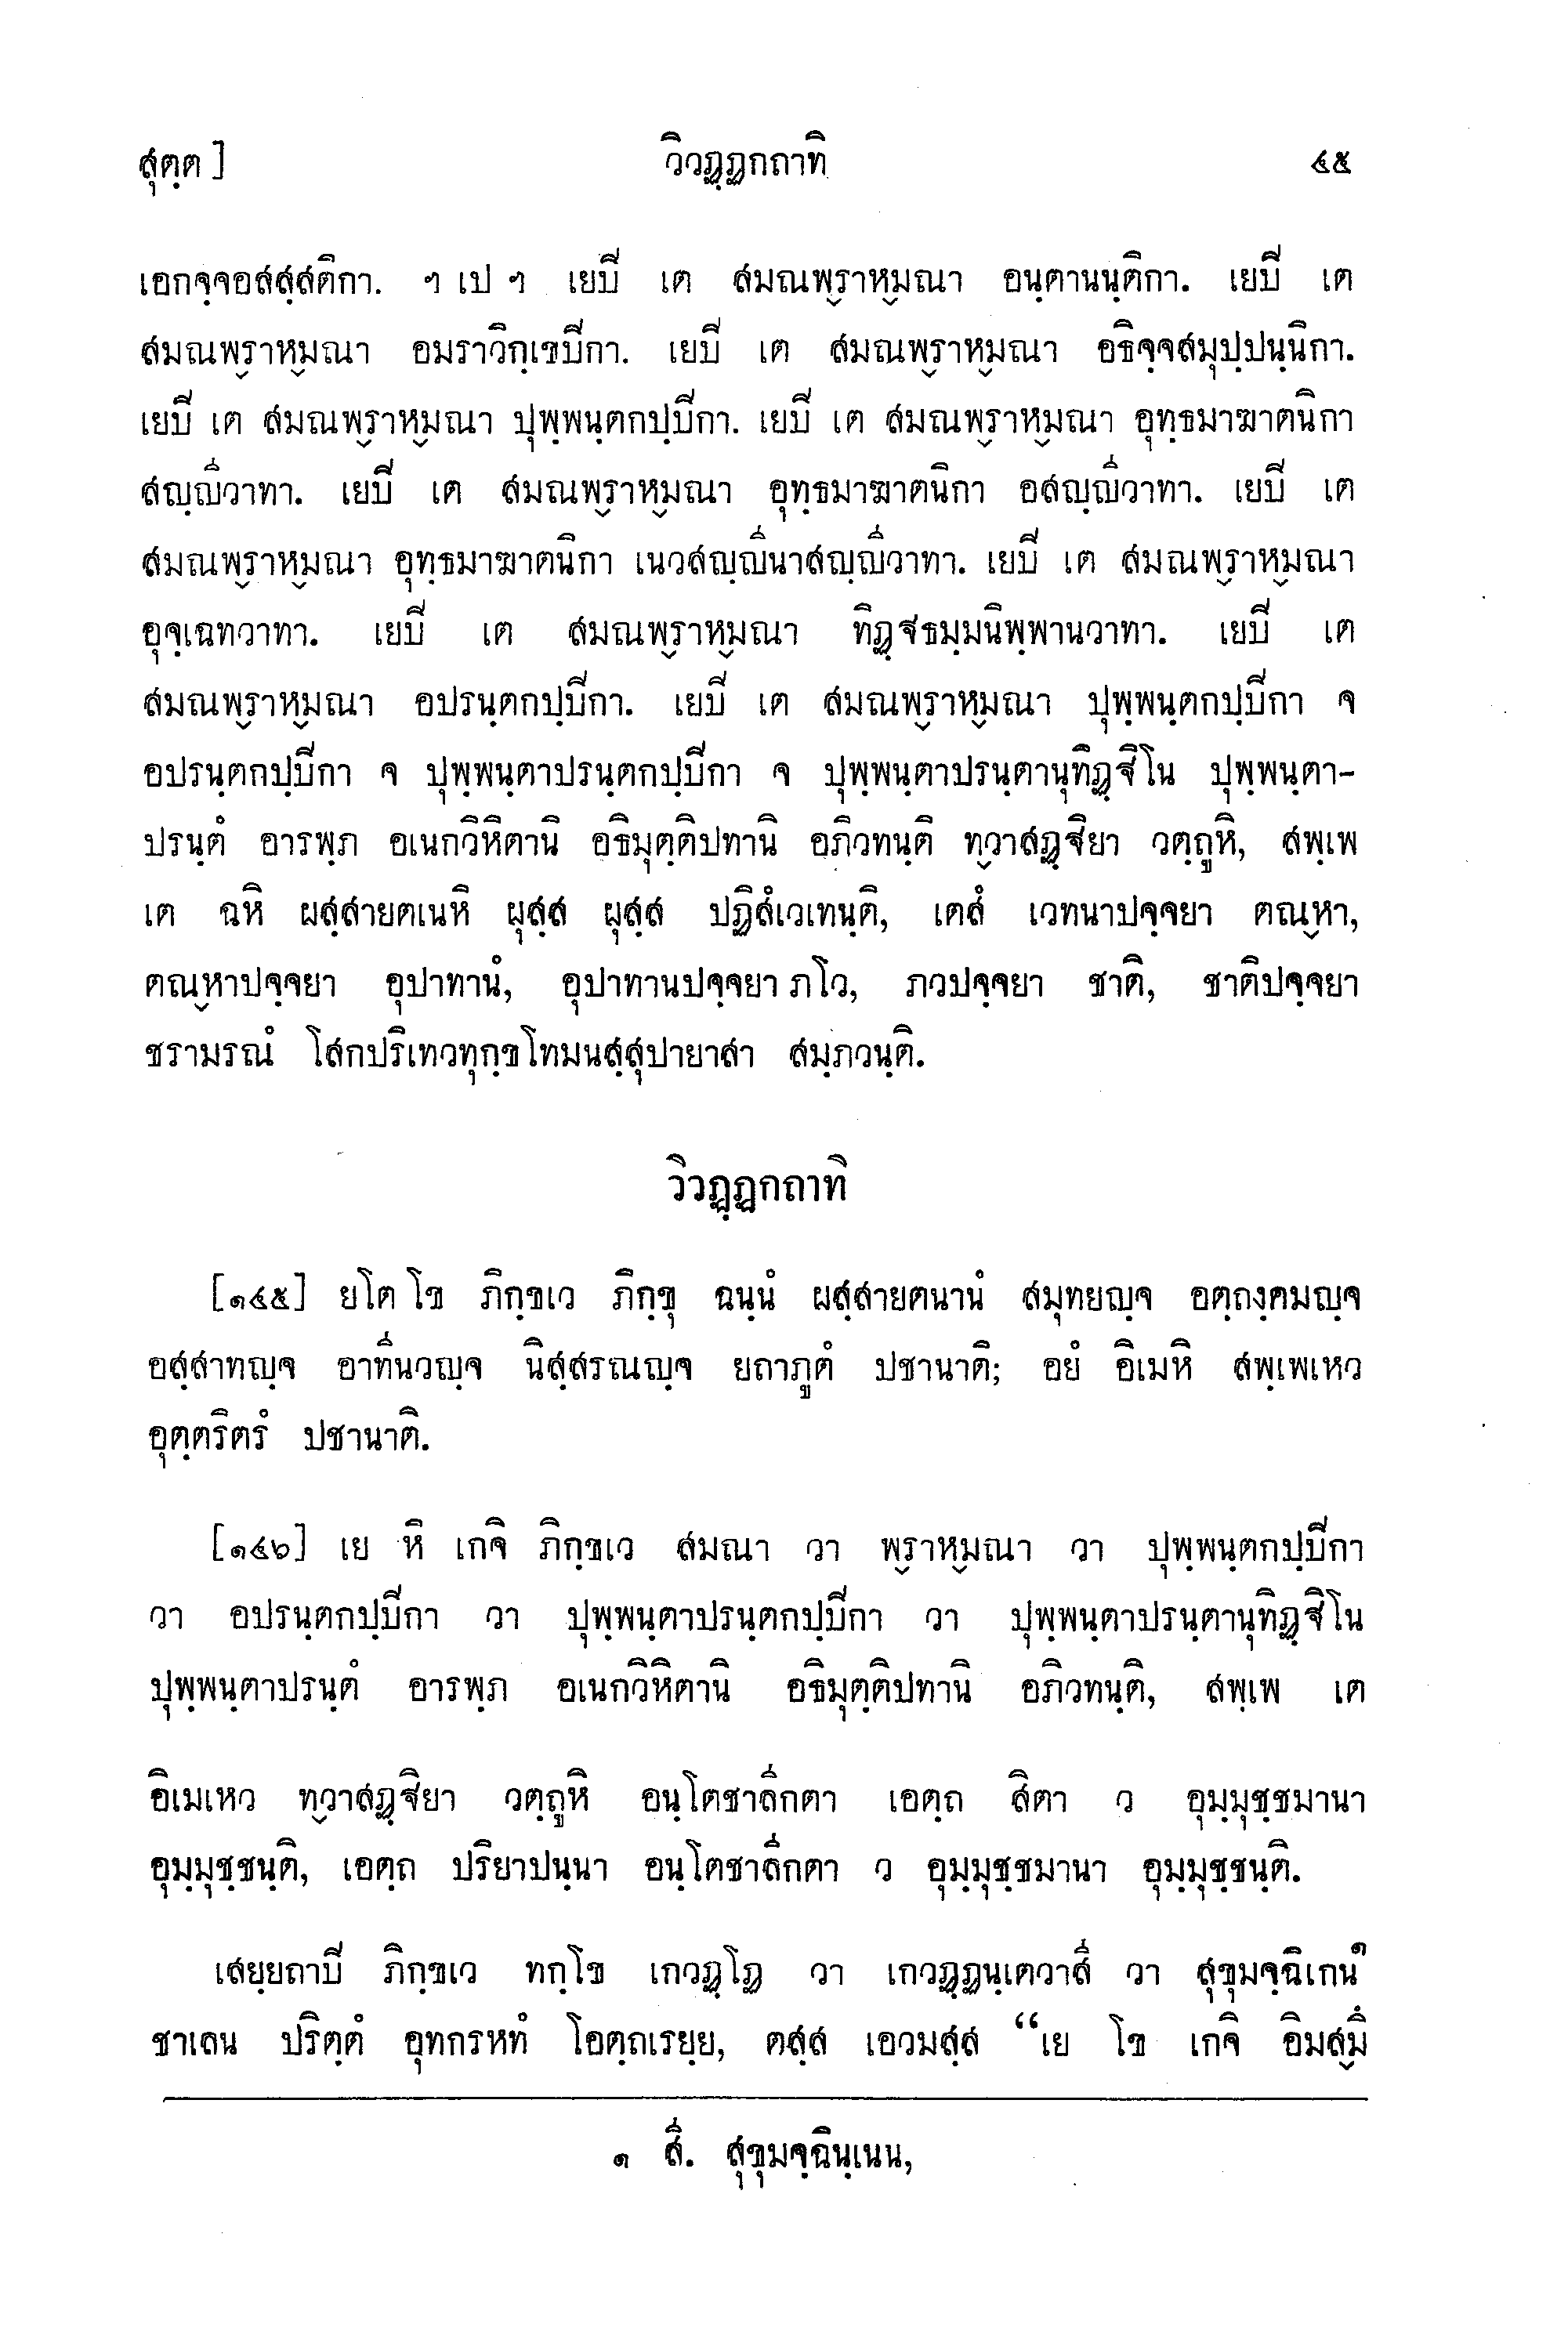 สุตฺต ] วิวฏฺฏกถาทิ ๔๕
เอกจฺจอสสฺสติกา. ฯ เป ฯ เยปิ เต สมณพ๎ราห๎มณา อนฺตานนฺติกา. เยปิ เต
สมณพ๎ราห๎มณา อมราวิกฺเขปิกา. เยปิ เต สมณพ๎ราห๎มณา อธิจฺจสมุปฺปนฺนิกา.
เยปิ เต สมณพ๎ราห๎มณา ปุพฺพนฺตกปฺปิกา. เยปิ เต สมณพ๎ราห๎มณา อุทฺธมาฆาตนิกา
สญฺญีวาทา. เยปิ เต สมณพ๎ราห๎มณา อุทฺธมาฆาตนิกา อสญฺญีวาทา. เยปิ เต
สมณพ๎ราห๎มณา อุทฺธมาฆาตนิกา เนวสญฺญีนาสญฺญีวาทา. เยปิ เต สมณพ๎ราห๎มณา
อุจฺเฉทวาทา. เยปิ เต สมณพ๎ราห๎มณา ทิฏฺฐธมฺมนิพฺพานวาทา. เยปิ เต
สมณพ๎ราห๎มณา อปรนฺตกปฺปิกา. เยปิ เต สมณพ๎ราห๎มณา ปุพฺพนฺตกปฺปิกา จ
อปรนฺตกปฺปิกา จ ปุพฺพนฺตาปรนฺตกปฺปิกา จ ปุพฺพนฺตาปรนฺตานุทิฏฺฐิโน ปุพฺพนฺตา-
ปรนฺตํ อารพฺภ อเนกวิหิตานิ อธิมุตฺติปทานิ อภิวทนฺติ ทฺวาสฏฺฐิยา วตฺถูหิ, สพฺเพ
เต ฉหิ ผสฺสายตเนหิ ผุสฺส ผุสฺส ปฏิสํเวเทนฺติ, เตสํ เวทนาปจฺจยา ตณฺหา,
ตณฺหาปจฺจยา อุปาทานํ, อุปาทานปจฺจยา ภโว, ภวปจฺจยา ชาติ, ชาติปจฺจยา
ชรามรณํ โสกปริเทวทุกฺขโทมนสฺสุปายาสา สมฺภวนฺติ.
วิวฏฺฏกถาทิ
[๑๔๕] ยโต โข ภิกฺขเว ภิกฺขุ ฉนฺนํ ผสฺสายตนานํ สมุทยญฺจ อตฺถงฺคมญฺจ
อสฺสาทญฺจ อาทีนวญฺจ นิสฺสรณญฺจ ยถาภูตํ ปชานาติ; อยํ อิเมหิ สพฺเพเหว
อุตฺตริตรํ ปชานาติ.
[๑๔๖] เย หิ เกจิ ภิกฺขเว สมณา วา พ๎ราห๎มณา วา ปุพฺพนฺตกปฺปิกา
วา อปรนฺตกปฺปิกา วา ปุพฺพนฺตาปรนฺตกปฺปิกา วา ปุพฺพนฺตาปรนฺตานุทิฏฺฐิโน
ปุพฺพนฺตาปรนฺตํ อารพฺภ อเนกวิหิตานิ อธิมุตฺติปทานิ อภิวทนฺติ, สพฺเพ เต
อิเมเหว ทฺวาสฏฺฐิยา วตฺถูหิ อนฺโตชาลีกตา เอตฺถ สิตา ว อุมฺมุชฺชมานา
อุมฺมุชฺชนฺติ, เอตฺถ ปริยาปนฺนา อนฺโตชาลีกตา ว อุมฺมุชฺชมานา อุมฺมุชฺชนฺติ.
เสยฺยถาปิ ภิกฺขเว ทกฺโข เกวฏฺโฏ วา เกวฏฺฏนฺเตวาสี วา สุขุมจฺฉิเกน๑
ชาเลน ปริตฺตํ อุทกรหทํ โอตฺถเรยฺย, ตสฺส เอวมสฺส “เย โข เกจิ อิมสฺมึ
๑ สี. สุขุมจฺฉินฺเนน,